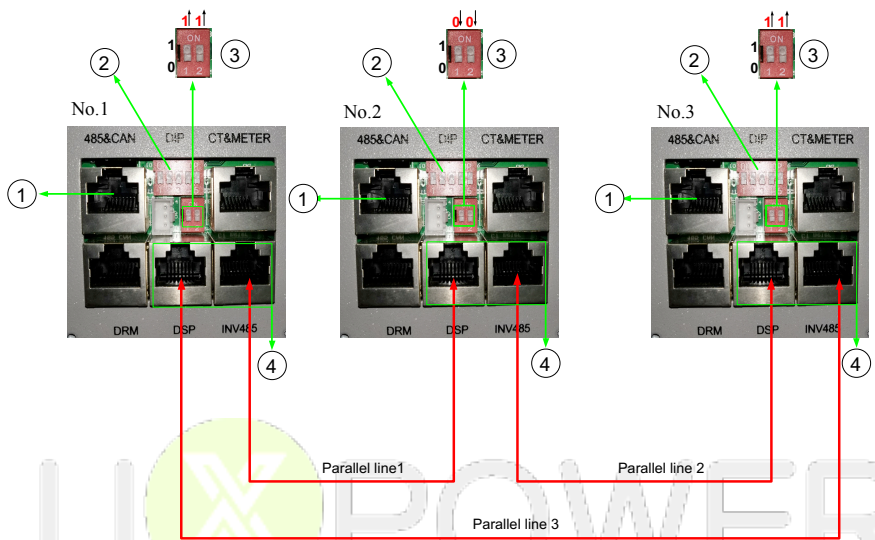 1 1
0 0
1 1
ON
1
0
1 2
3
ON
1
0
1 2
3
ON
1
0
1 2
3
2
2
2
No.1
No.2
No.3
485&CAN DIP CT&METER
485&CAN DIP CT&METER
485&CAN DIP CT&METER
1
1
1
DRM DSP INV485
DRM DSP INV485
DRM DSP INV485
4
4
4
Parallel line1
Parallel line 2
Parallel line 3
POWER